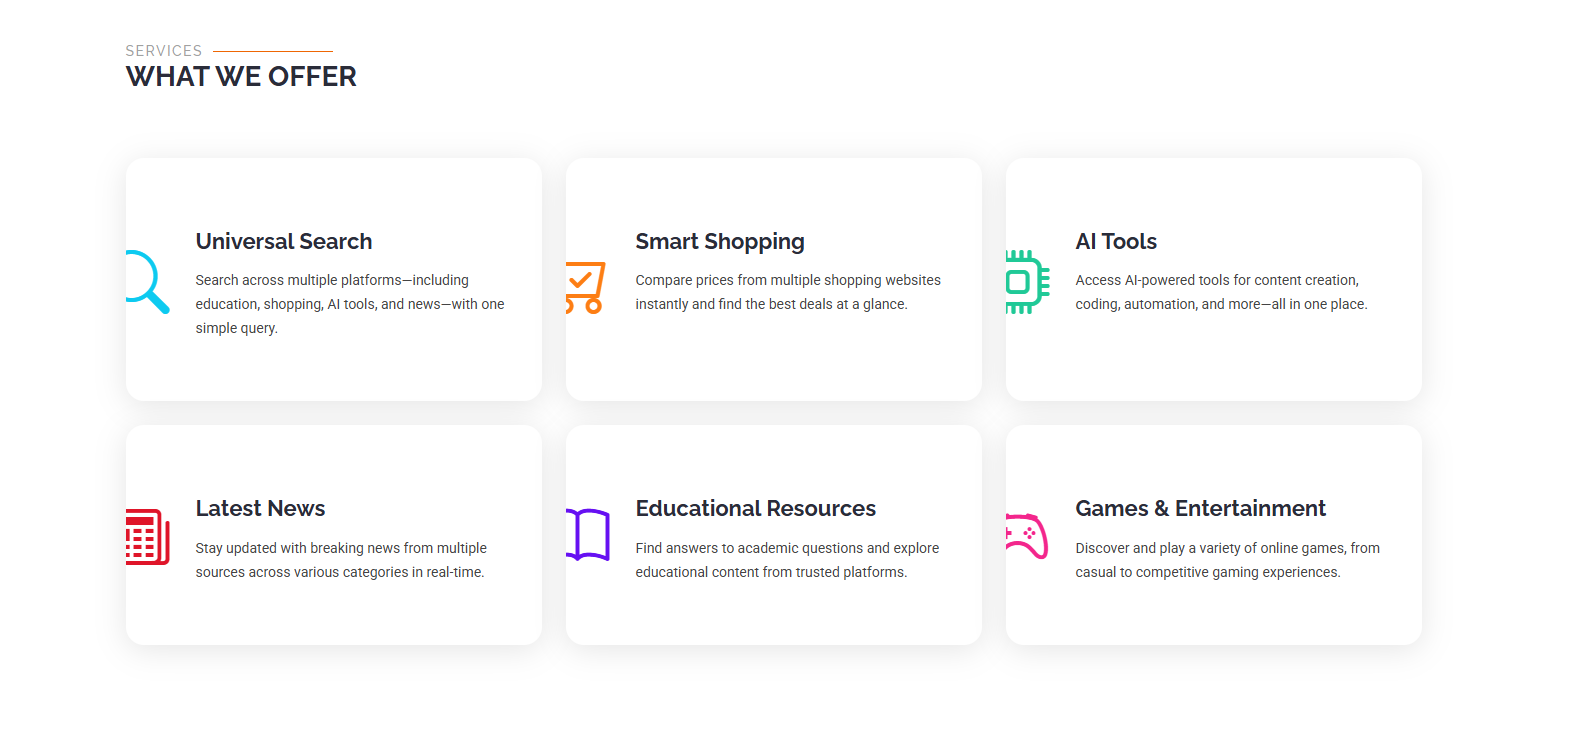 SERVICES
WHAT WE OFFER
Universal Search
Search across multiple platforms—including
education, shopping, AI tools, and news—with one
simple query.
Smart Shopping
Compare prices from multiple shopping websites
instantly and find the best deals at a glance.
AI Tools
Access AI-powered tools for content creation,
coding, automation, and more—all in one place.
Latest News
Stay updated with breaking news from multiple
sources across various categories in real-time.
Educational Resources
Find answers to academic questions and explore
educational content from trusted platforms.
Games & Entertainment
Discover and play a variety of online games, from
casual to competitive gaming experiences.